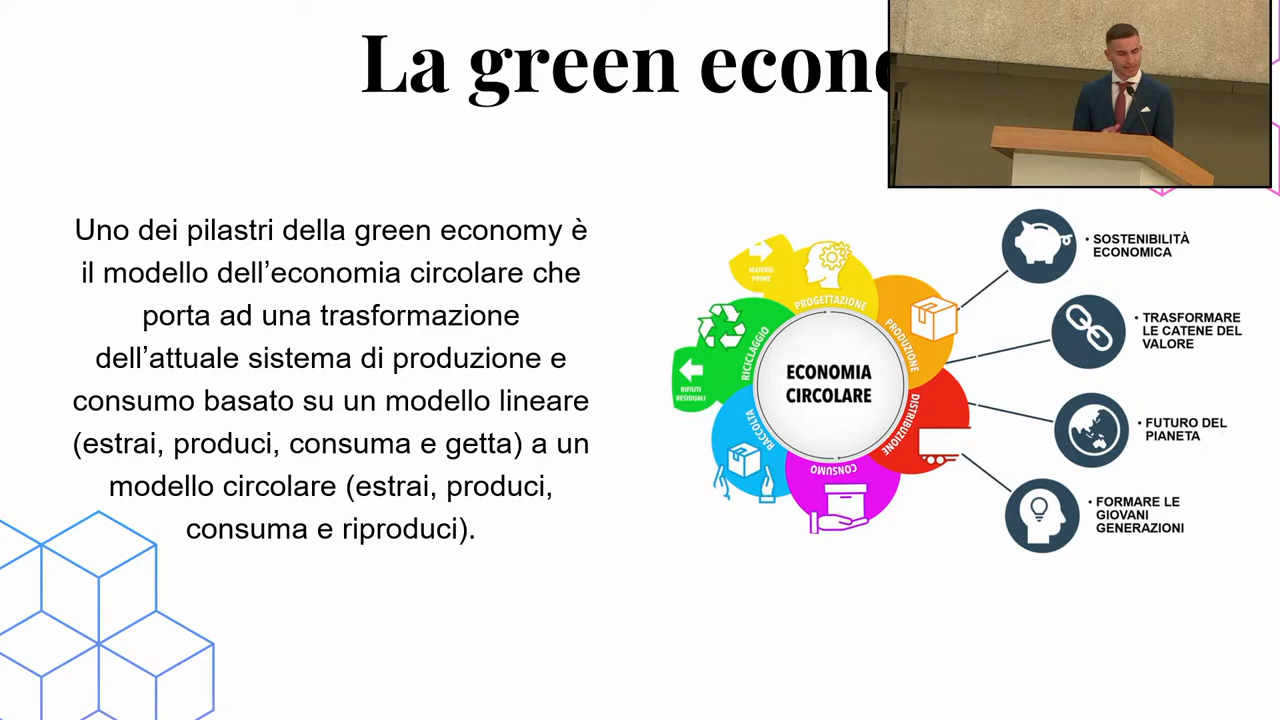 La green econo
Uno dei pilastri della green economy è
il modello dell’economia circolare che
porta ad una trasformazione
dell’attuale sistema di produzione e
consumo basato su un modello lineare
(estrai, produci, consuma e getta) a un
modello circolare (estrai, produci,
consuma e riproduci).
MATERIE
PRIME
PROGETTAZIONE
PRODUZIONE
DISTRIBUZIONE
CONSUMO
RACCOLTA
RICICLAGGIO
RIFIUTI
RESIDUALI
ECONOMIA
CIRCOLARE
• SOSTENIBILITÀ
ECONOMICA
• TRASFORMARE
LE CATENE DEL
VALORE
• FUTURO DEL
PIANETA
• FORMARE LE
GIOVANI
GENERAZIONI